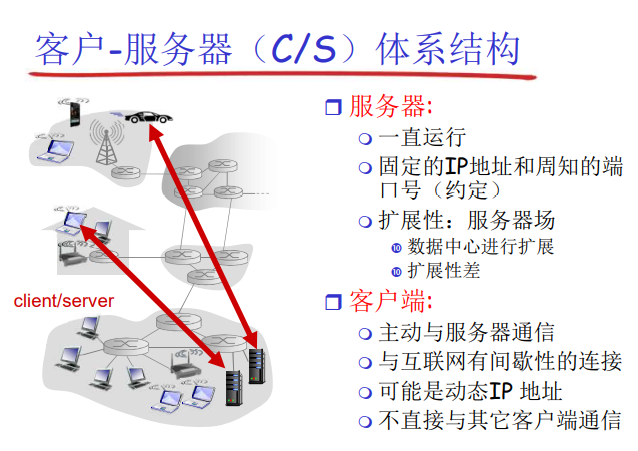 客户-服务器（C/S）体系结构
服务器:
一直运行
固定的IP地址和周知的端
口号（约定）
扩展性：服务器场
数据中心进行扩展
扩展性差
客户端:
主动与服务器通信
与互联网有间歇性的连接
可能是动态IP 地址
不直接与其它客户端通信
client/server